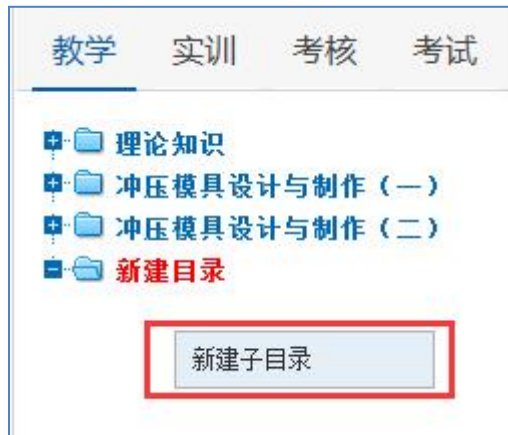 教学 实训 考核 考试
理论知识
冲压模具设计与制作（一）
冲压模具设计与制作（二）
新建目录
新建子目录